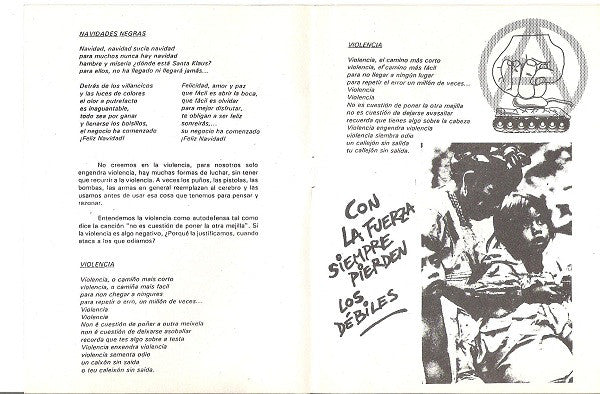 NAVIDADES NEGRAS
Navidad, navidad sucia navidad
para muchos nunca hay navidad
hambre y miseria ¿dónde está Santa Klaus?
para ellos, no ha llegado ni llegará jamás...
Detrás de los villancicos
y las luces de colores
el olor a putrefacto
es inaguantable,
todo sea por ganar
y llenarse los bolsillos,
el negocio ha comenzado
¡Feliz Navidad!
Felicidad, amor y paz
que fácil es abrir la boca,
que fácil es olvidar
para mejor disfrutar,
te obligan a ser feliz
sonreirás,...
su negocio ha comenzado
¡Feliz Navidad!
No creemos en la violencia, para nosotros solo
engendra violencia, hay muchas formas de luchar, sin tener
que recurrir a la violencia. A veces los puños, las pistolas, las
bombas, las armas en general reemplazan al cerebro y las
usamos antes de usar esa cosa que tenemos para pensar y
razonar.
Entendemos la violencia como autodefensa tal como
dice la canción "no es cuestión de poner la otra mejilla". Si
la violencia es algo negativo, ¿Porqué la justificamos, cuando
ataca a los que odiamos?
VIOLENCIA
Violencia, o camiño mais corto
violencia, o camiña mais facil
para non chegar a ningures
para repetir o erro, un millón de veces...
Violencia
Violencia
Non é cuestión de poñer a outra meixela
non é cuestión de deixarse asoballar
recorda que tes algo sobre a testa
Violencia enxendra violencia
violencia sementa odio
un calxón sin saida
o teu caleixón sin saida.
VIOLENCIA
Violencia, el camino más corto
violencia, el camino más fácil
para no llegar a ningún lugar
para repetir el error un millón de veces...
Violencia
Violencia
No es cuestión de poner la otra mejilla
no es cuestión de dejarse avasallar
recuerda que tienes algo sobre la cabeza
Violencia engendra violencia
violencia siembra odio
un callejón sin salida
tu callejón sin salida.
CON
LA FUERZA
SIEMPRE
PIERDEN
LOS
DÉBILES